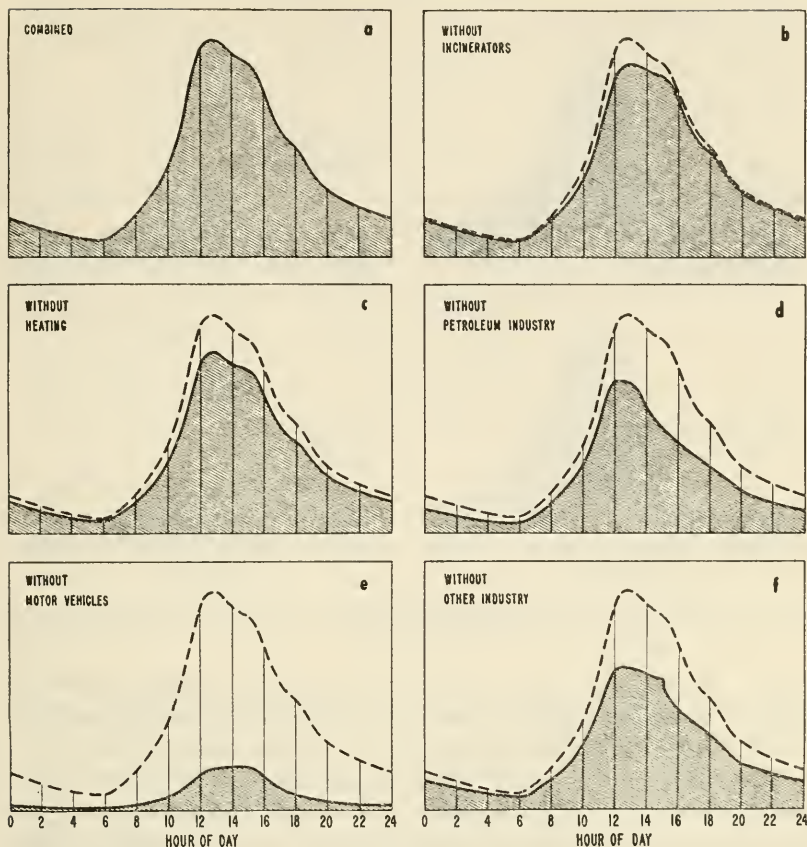 COMBINED
a
WITHOUT
INCINERATORS
b
WITHOUT
HEATING
c
WITHOUT
PETROLEUM INDUSTRY
d
WITHOUT
MOTOR VEHICLES
e
WITHOUT
OTHER INDUSTRY
f
0 2 4 6 8 10 12 14 16 18 20 22 24
HOUR OF DAY
0 2 4 6 8 10 12 14 16 18 20 22 24
HOUR OF DAY